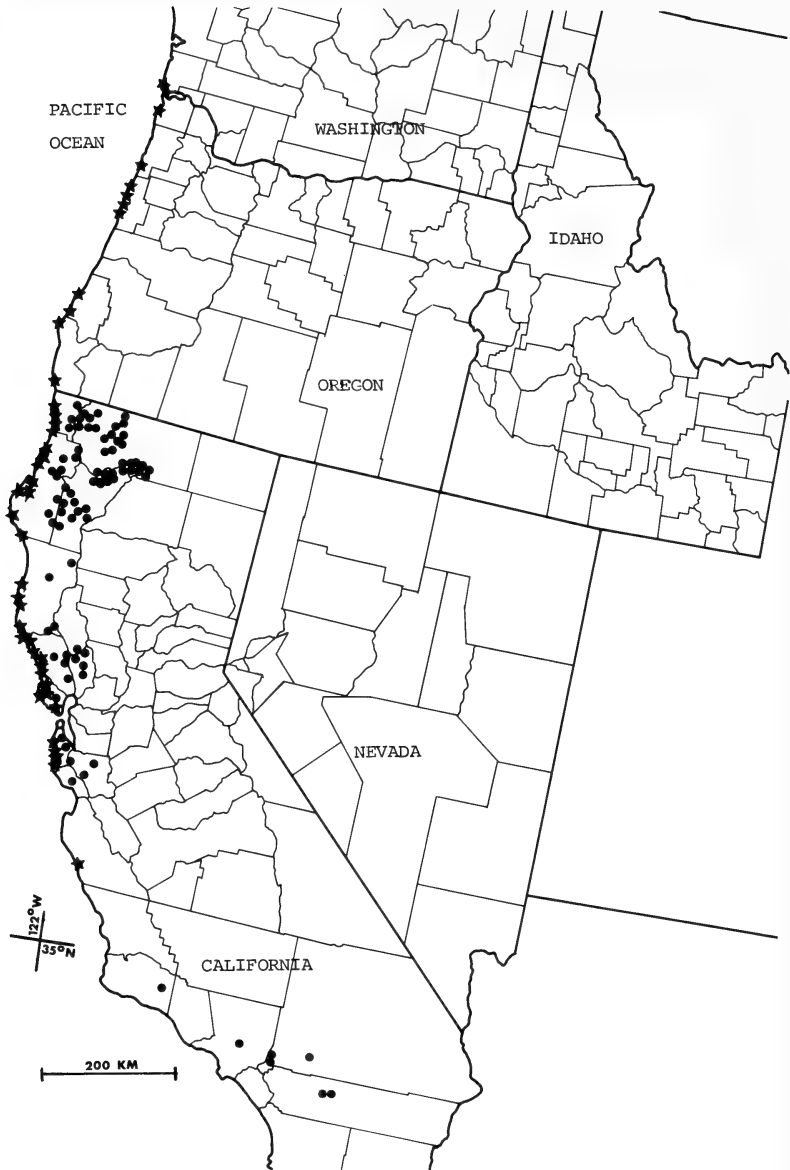 PACIFIC
OCEAN
WASHINGTON
IDAHO
OREGON
NEVADA
122°W
35°N
CALIFORNIA
200 KM